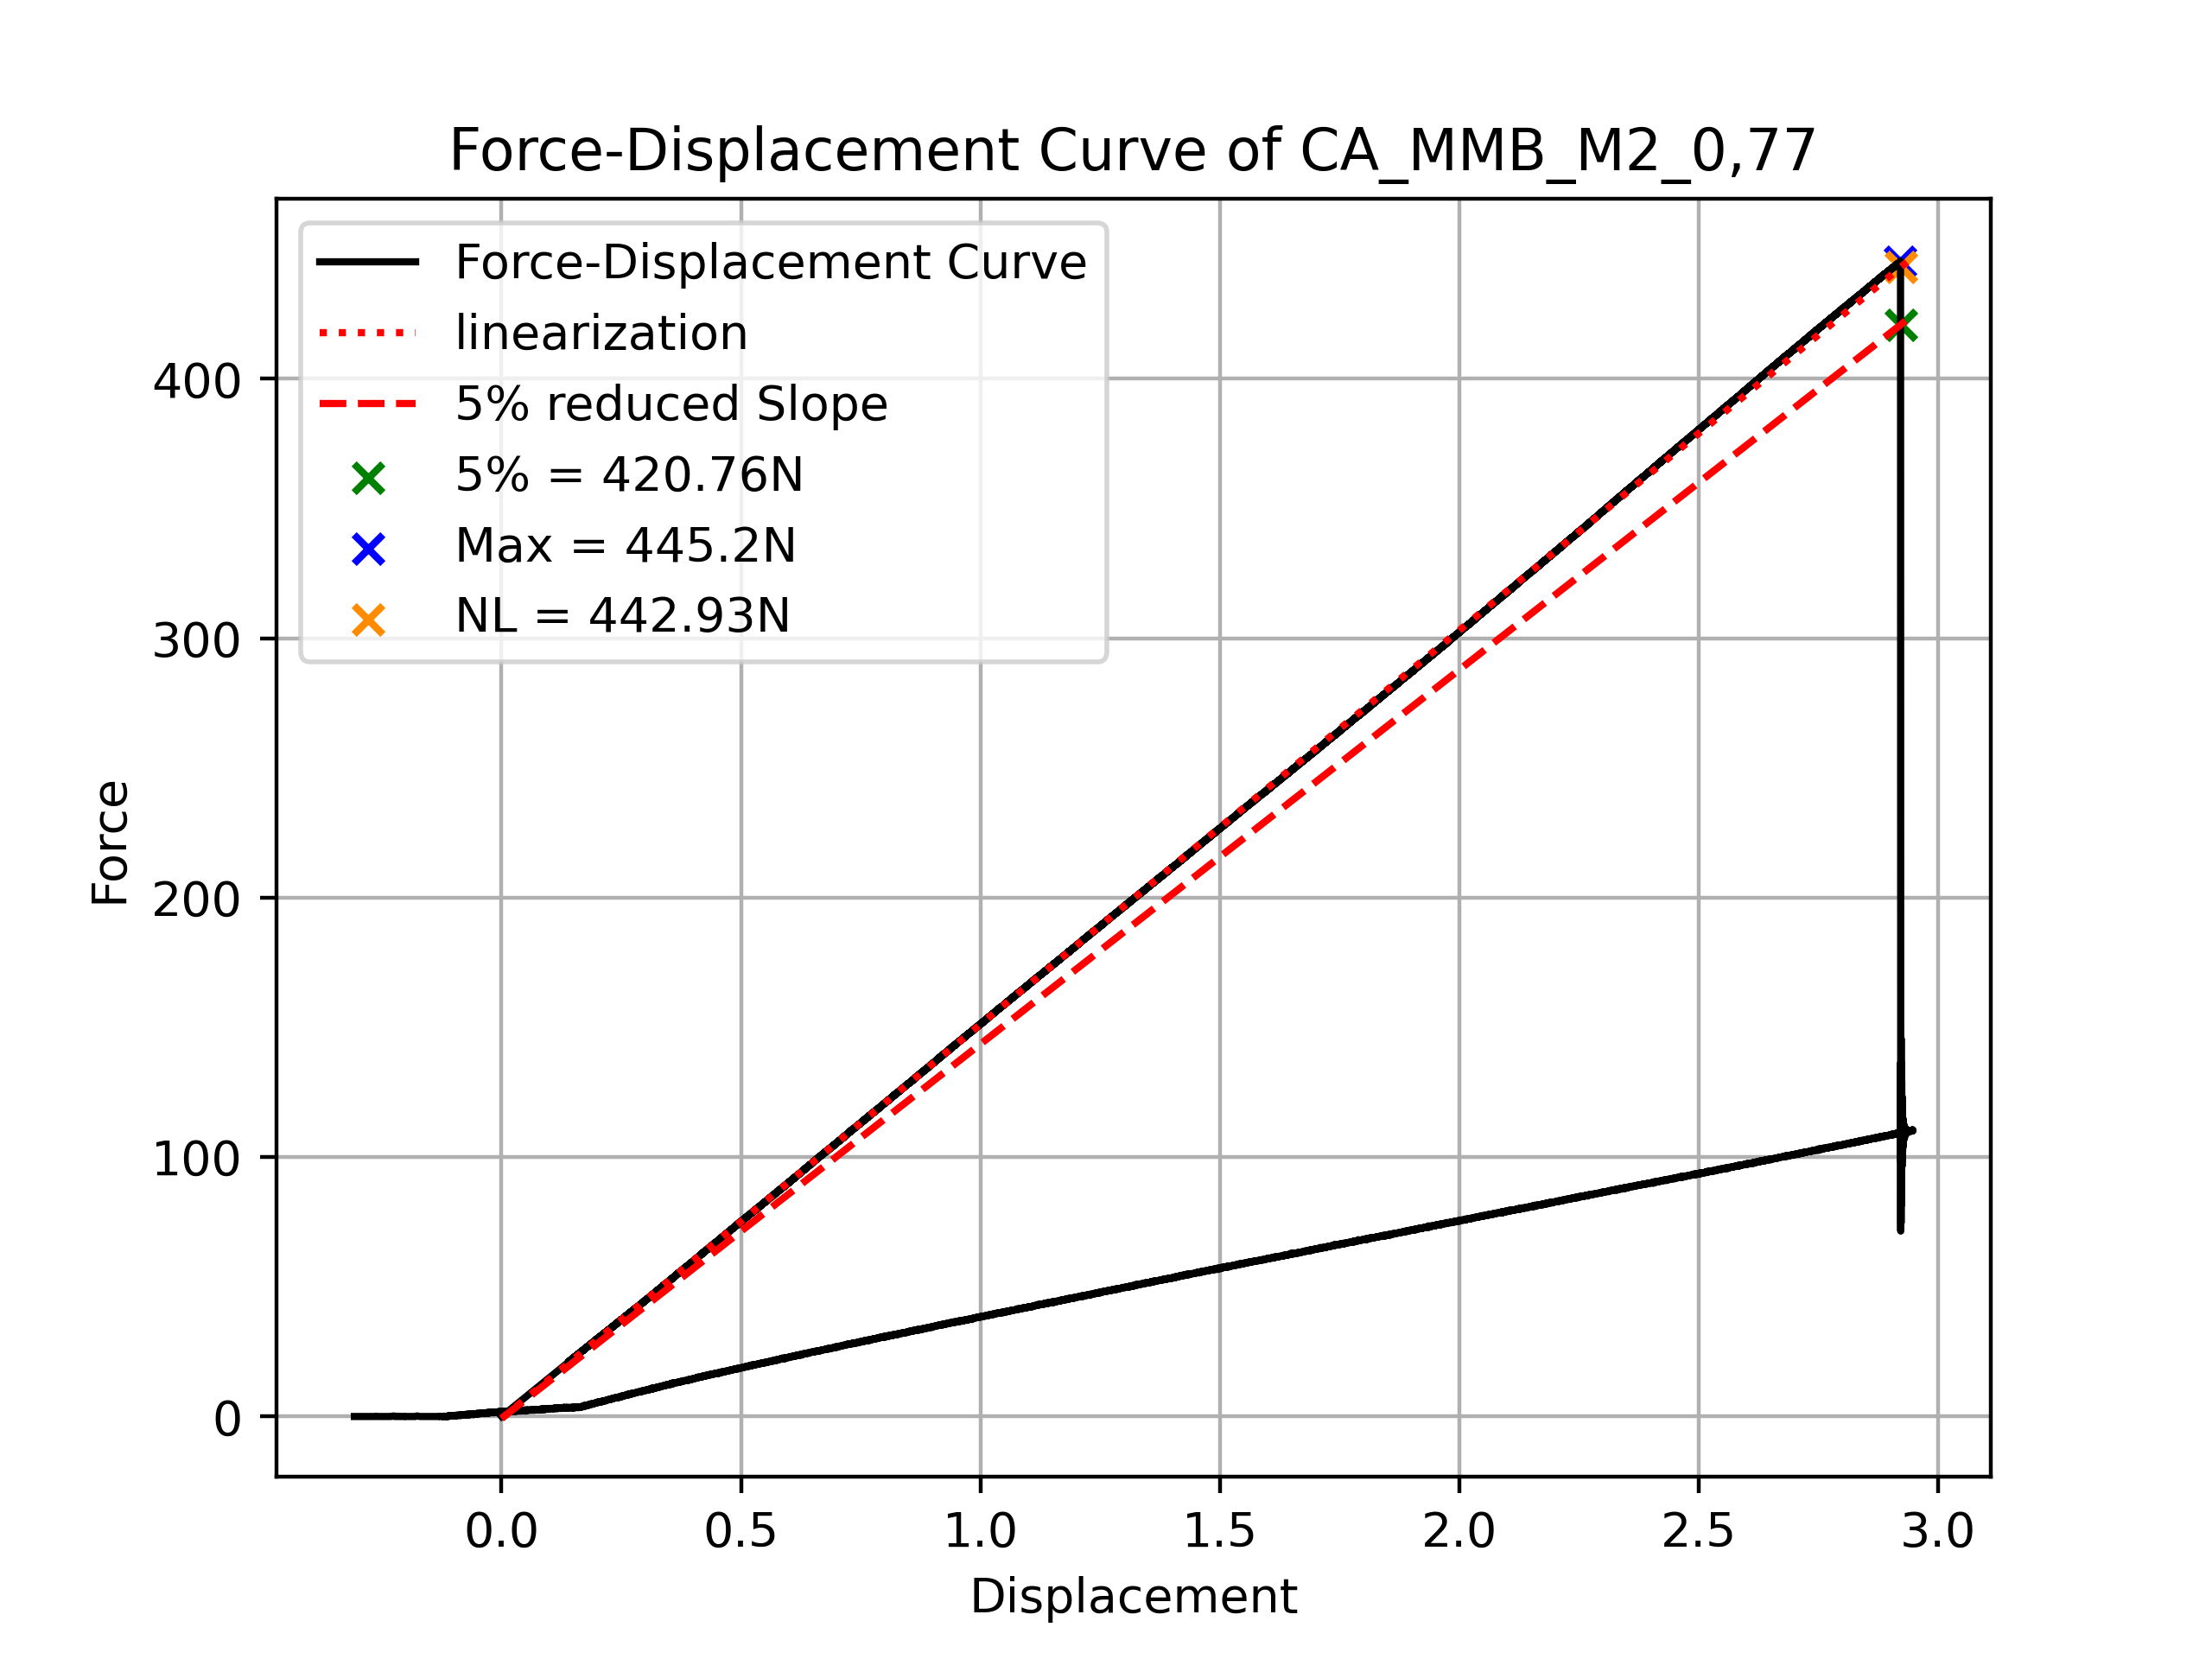 Force-Displacement Curve of CA_MMB_M2_0,77
Force-Displacement Curve
linearization
5% reduced Slope
5% = 420.76N
Max = 445.2N
NL = 442.93N
400
300
200
100
0
Force
0.0 0.5 1.0 1.5 2.0 2.5 3.0
Displacement